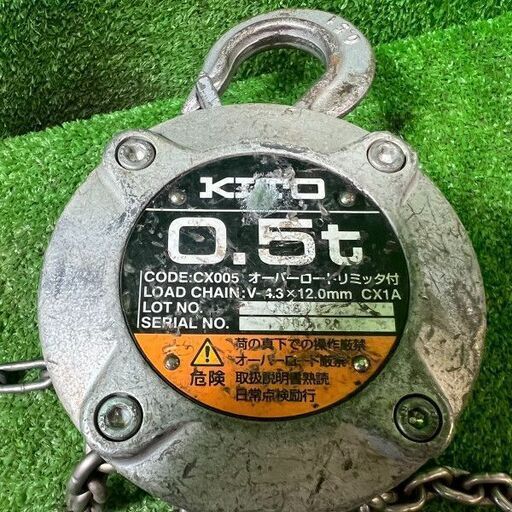 KITO
0.5t
CODE:CX005 オーバーロードリミッタ付
LOAD CHAIN:V-4.3×12.0mm CX1A
LOT NO.
SERIAL NO.
危険
荷の真下での操作厳禁
オーバーロード厳禁
取扱説明書熟読
日常点検励行